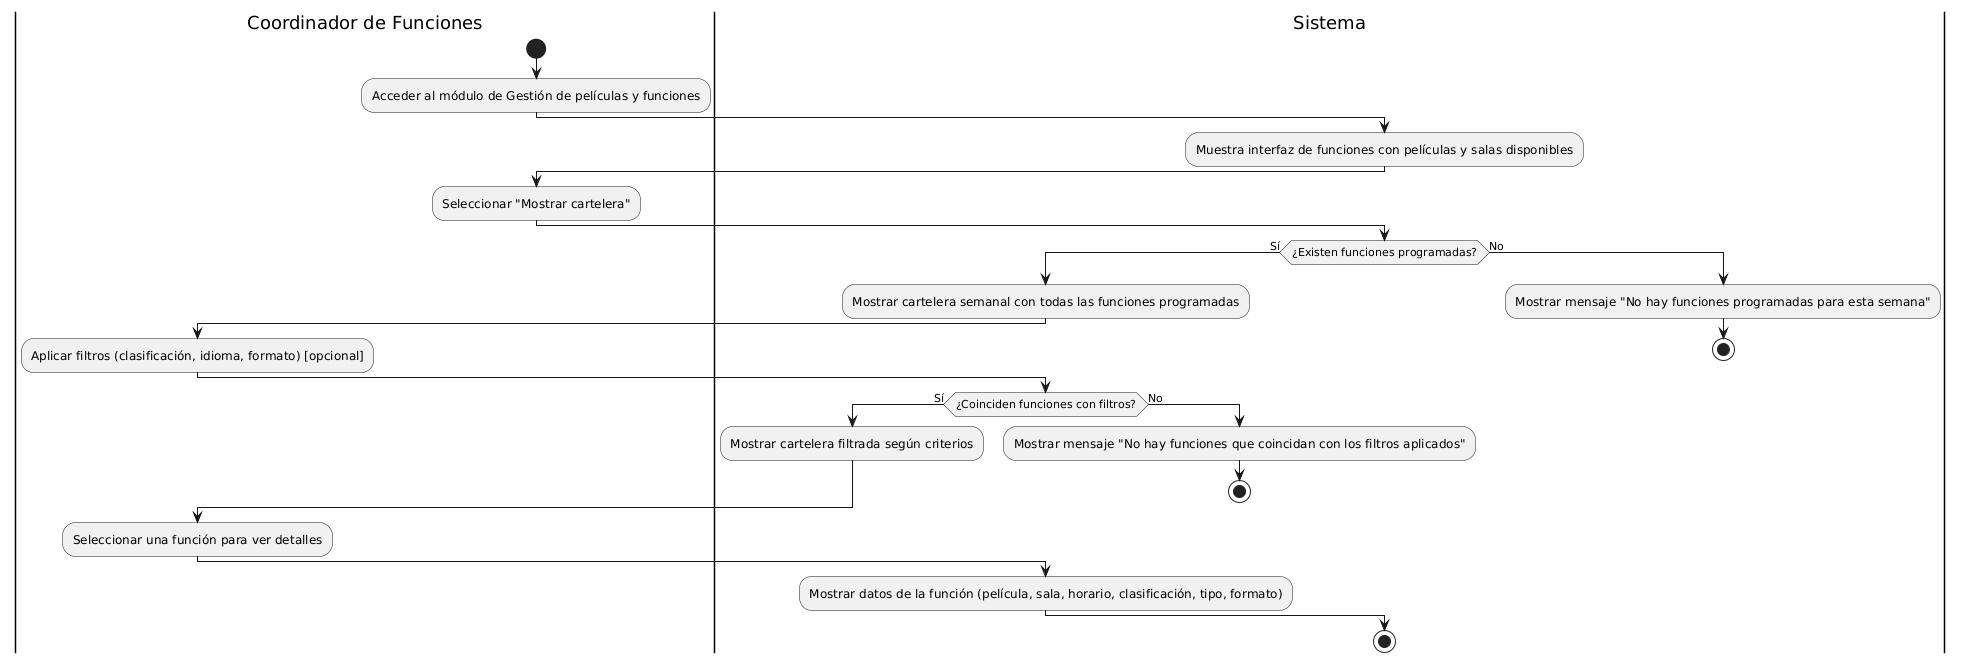 Coordinador de Funciones
Sistema
Acceder al módulo de Gestión de películas y funciones
Muestra interfaz de funciones con películas y salas disponibles
Seleccionar "Mostrar cartelera"
Sí
¿Existen funciones programadas?
No
Mostrar cartelera semanal con todas las funciones programadas
Mostrar mensaje "No hay funciones programadas para esta semana"
Aplicar filtros (clasificación, idioma, formato) [opcional]
Sí
¿Coinciden funciones con filtros?
No
Mostrar cartelera filtrada según criterios
Mostrar mensaje "No hay funciones que coincidan con los filtros aplicados"
Seleccionar una función para ver detalles
Mostrar datos de la función (película, sala, horario, clasificación, tipo, formato)